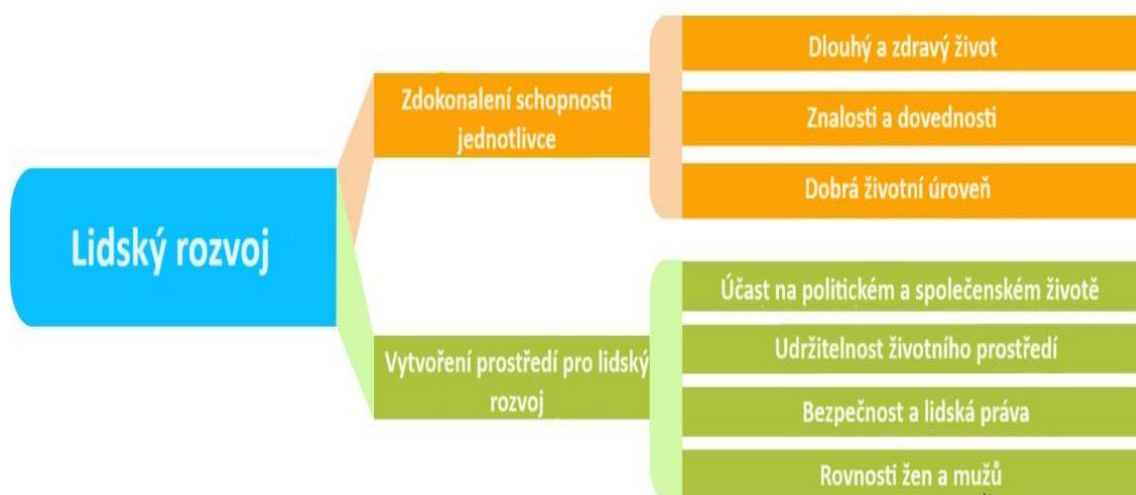 Lidský rozvoj
Zdokonalení schopností
jednotlivce
Dlouhý a zdravý život
Znalosti a dovednosti
Dobrá životní úroveň
Vytvoření prostředí pro lidský
rozvoj
Účast na politickém a společenském životě
Udržitelnost životního prostředí
Bezpečnost a lidská práva
Rovnosti žen a mužů